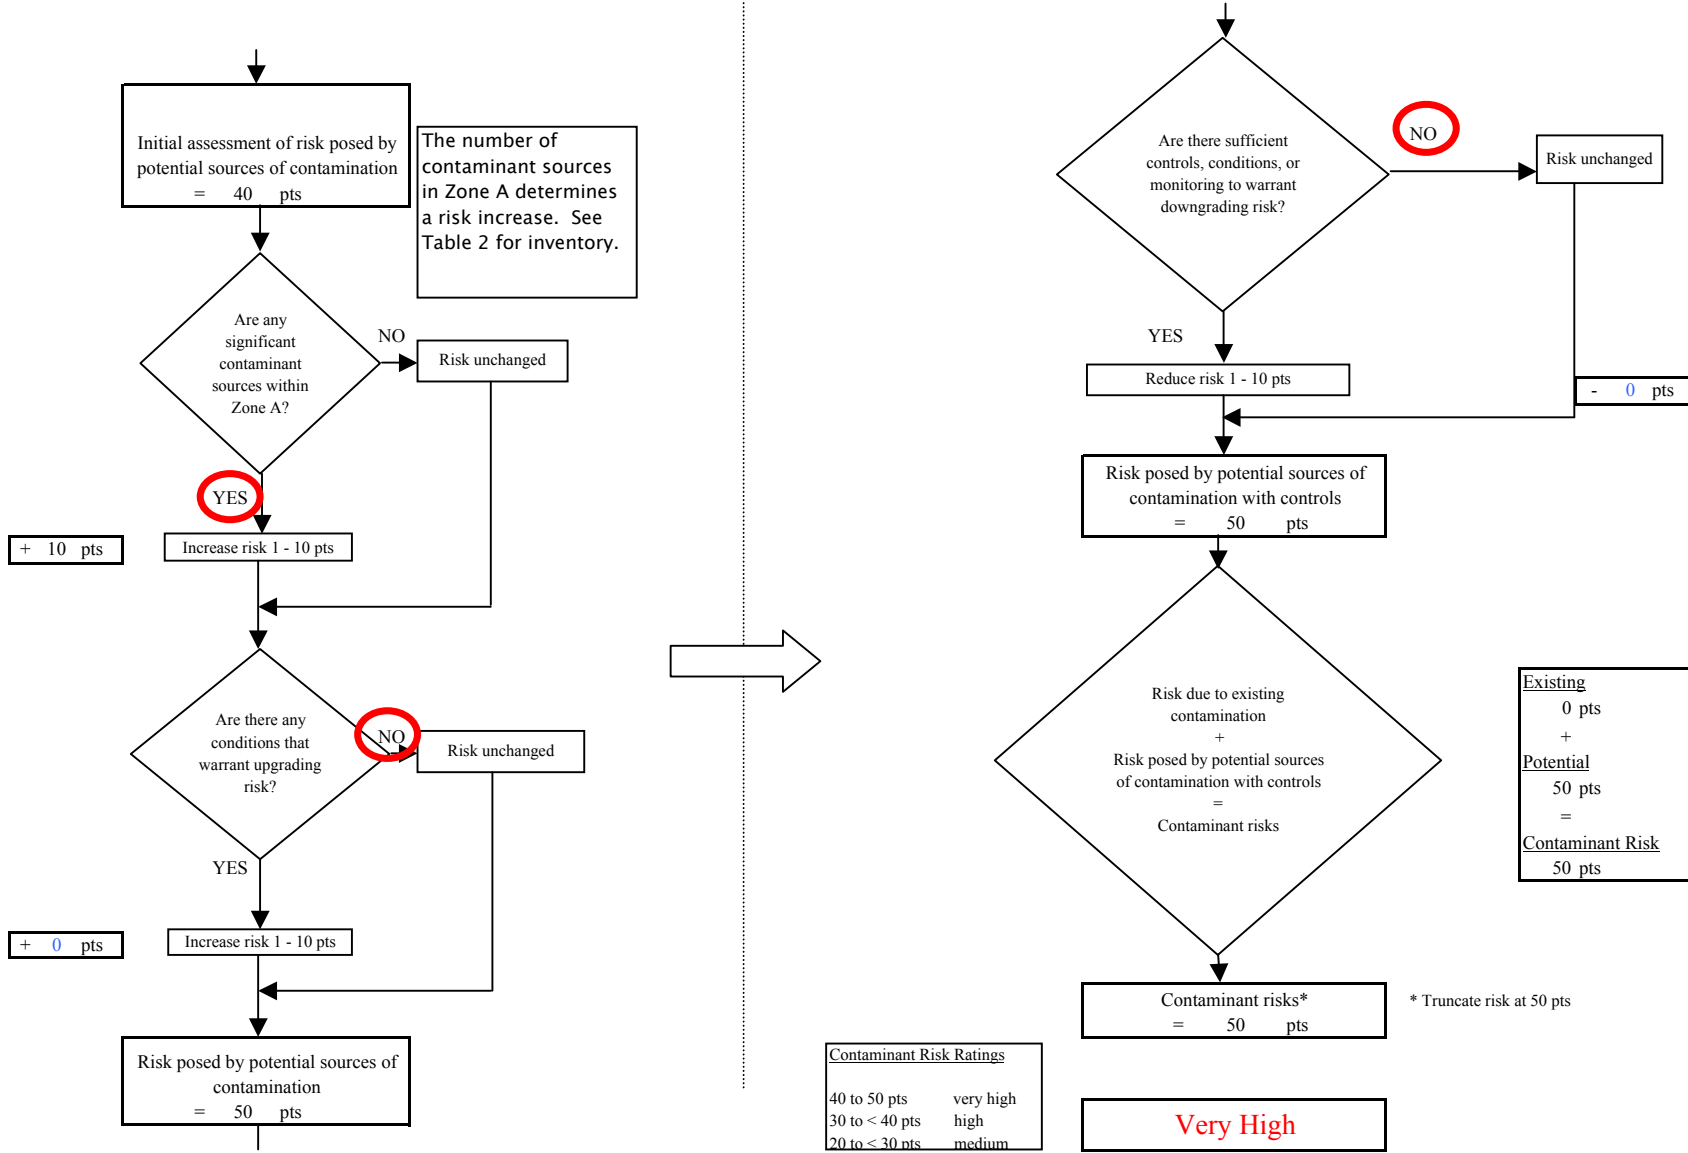 Initial assessment of risk posed by
potential sources of contamination
= 40 pts
The number of
contaminant sources
in Zone A determines
a risk increase. See
Table 2 for inventory.
Are any
significant
contaminant
sources within
Zone A?
NO
Risk unchanged
YES
+ 10 pts
Increase risk 1 - 10 pts
Are there any
conditions that
warrant upgrading
risk?
NO
Risk unchanged
YES
+ 0 pts
Increase risk 1 - 10 pts
Risk posed by potential sources of
contamination
= 50 pts
Are there sufficient
controls, conditions, or
monitoring to warrant
downgrading risk?
NO
Risk unchanged
YES
Reduce risk 1 - 10 pts
- 0 pts
Risk posed by potential sources of
contamination with controls
= 50 pts
Risk due to existing
contamination
+
Risk posed by potential sources
of contamination with controls
=
Contaminant risks
Existing
0 pts
+
Potential
50 pts
=
Contaminant Risk
50 pts
Contaminant risks*
= 50 pts
* Truncate risk at 50 pts
Contaminant Risk Ratings
40 to 50 pts very high
30 to < 40 pts high
20 to < 30 pts medium
Very High